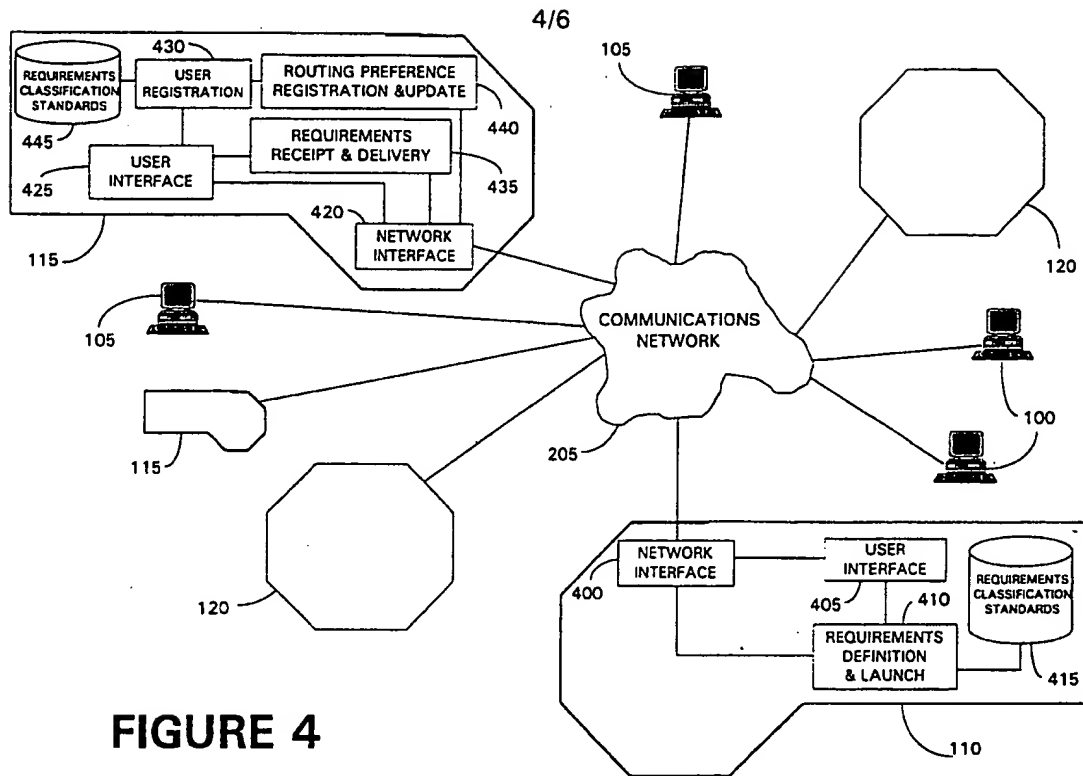 4/6
430
REQUIREMENTS
CLASSIFICATION
STANDARDS
445
USER
REGISTRATION
ROUTING PREFERENCE
REGISTRATION &UPDATE
440
REQUIREMENTS
RECEIPT & DELIVERY
435
425
USER
INTERFACE
420
NETWORK
INTERFACE
115
105
120
105
COMMUNICATIONS
NETWORK
205
100
115
120
NETWORK
INTERFACE
400
USER
INTERFACE
405
410
REQUIREMENTS
CLASSIFICATION
STANDARDS
415
REQUIREMENTS
DEFINITION
& LAUNCH
110
FIGURE 4